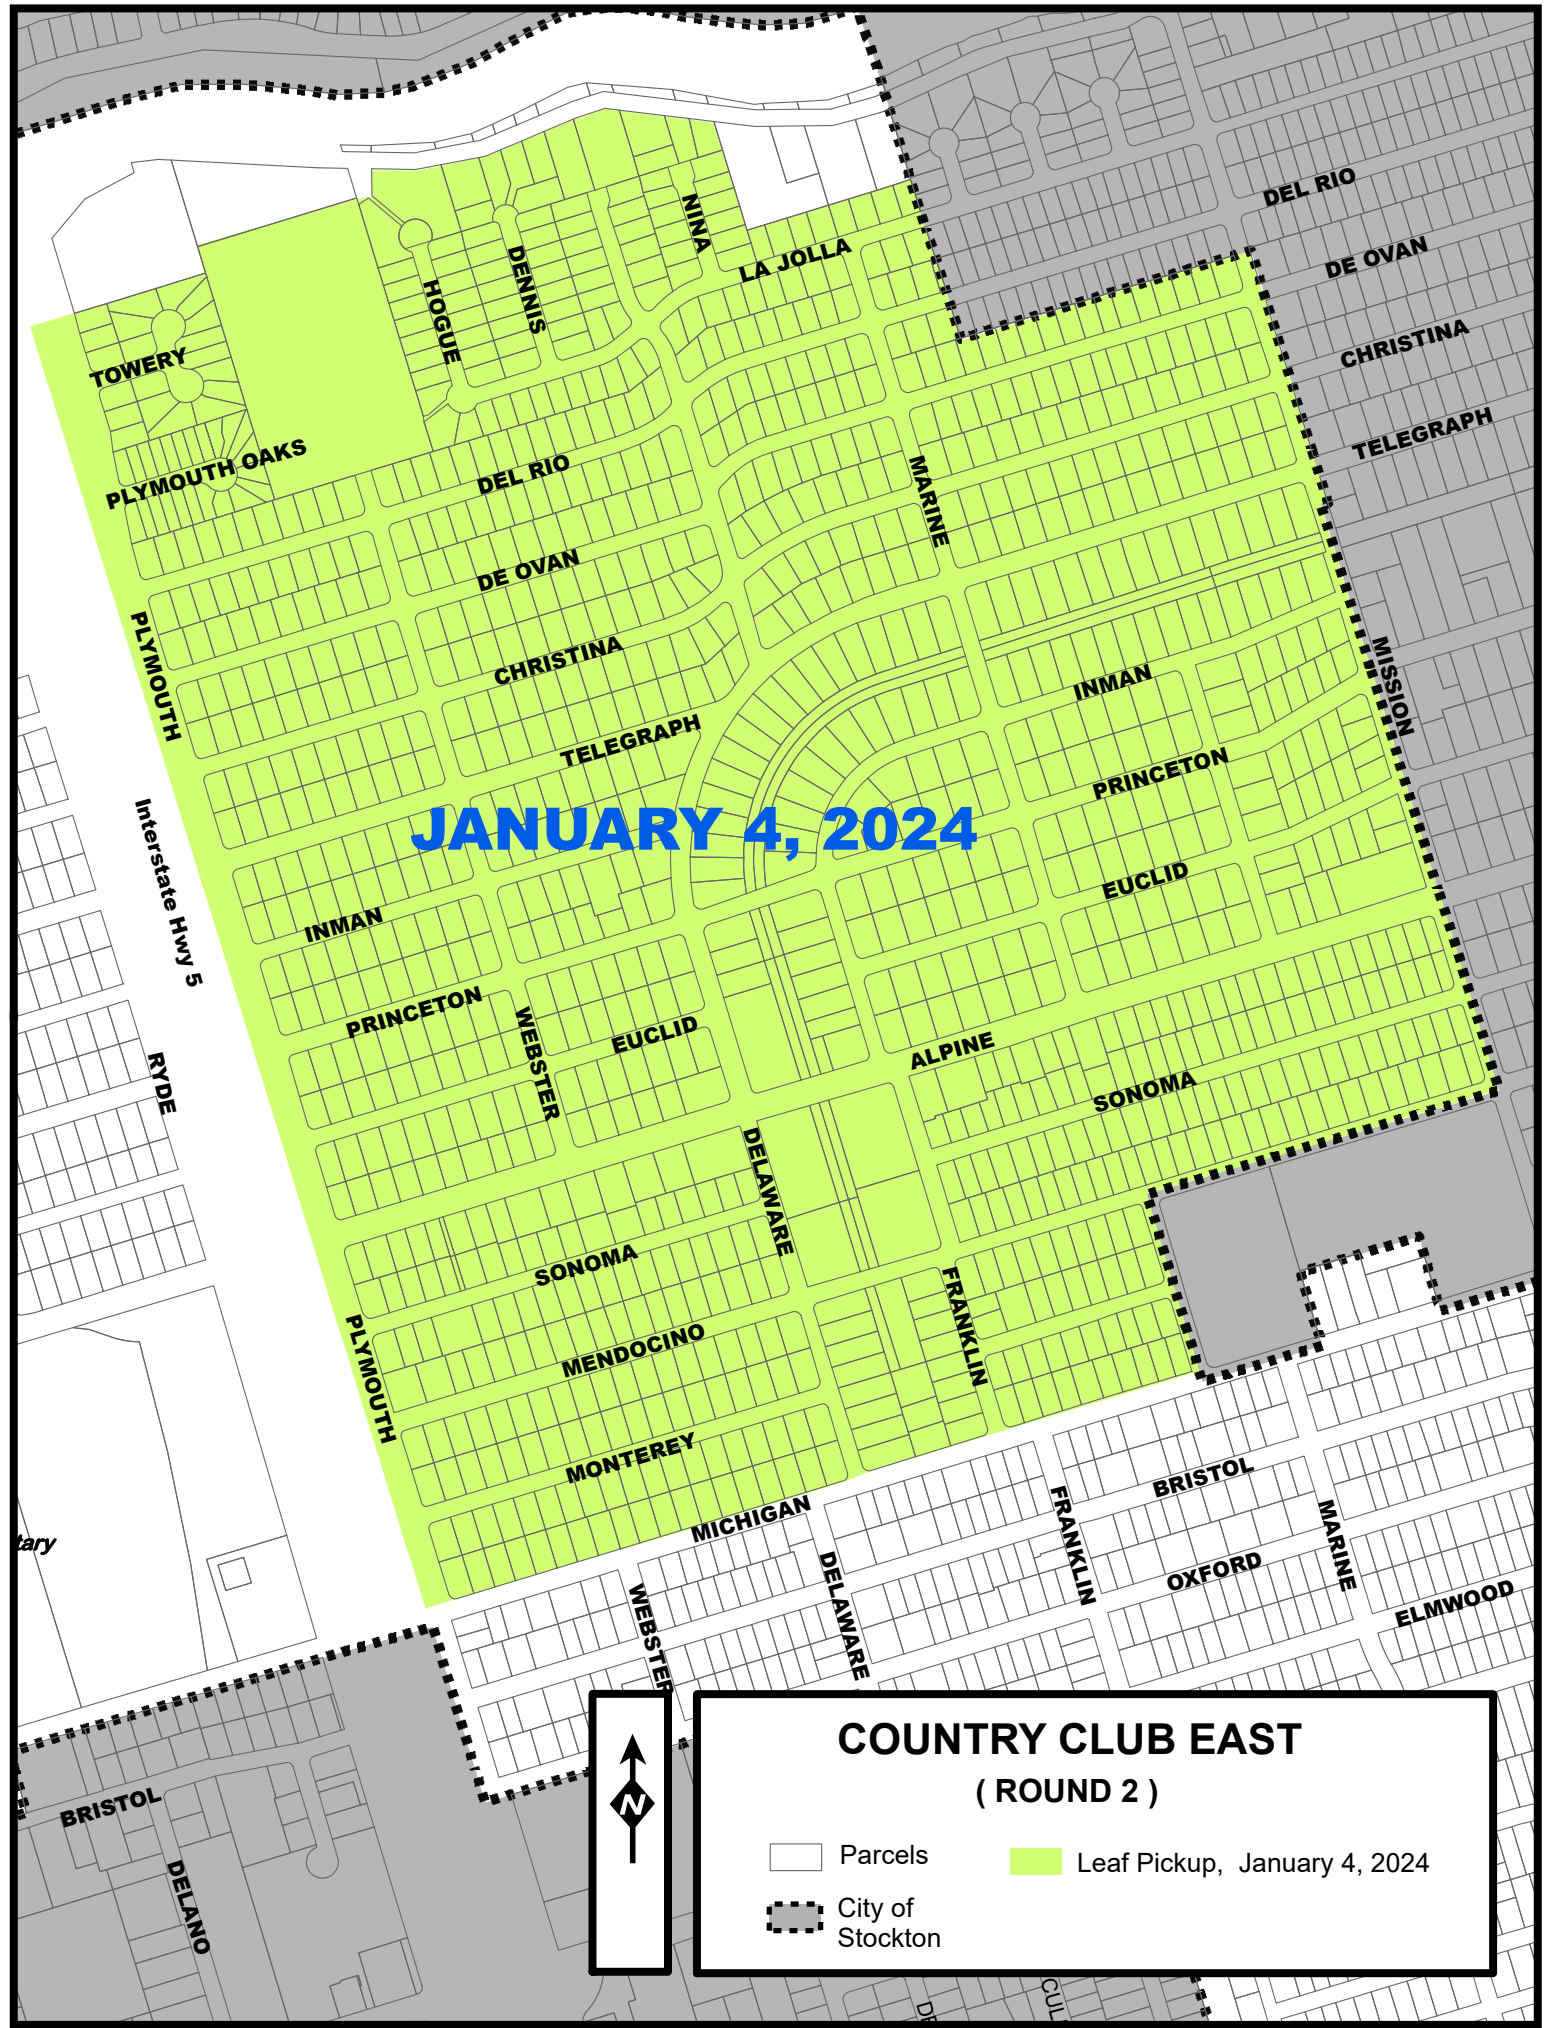 DEL RIO
DE OVAN
CHRISTINA
TELEGRAPH
NINA
LA JOLLA
DENNIS
HOGUE
TOWERY
PLYMOUTH OAKS
DEL RIO
MARINE
DE OVAN
PLYMOUTH
CHRISTINA
MISSION
INMAN
TELEGRAPH
PRINCETON
JANUARY 4, 2024
Interstate Hwy 5
EUCLID
INMAN
PRINCETON
WEBSTER
EUCLID
ALPINE
RYDE
SONOMA
DELAWARE
SONOMA
FRANKLIN
PLYMOUTH
MENDOCINO
MONTEREY
MICHIGAN
BRISTOL
FRANKLIN
MARINE
tary
DELAWARE
OXFORD
WEBSTER
ELMWOOD
BRISTOL
DELANO
N
COUNTRY CLUB EAST
( ROUND 2 )
Parcels
Leaf Pickup, January 4, 2024
City of
Stockton
CUL